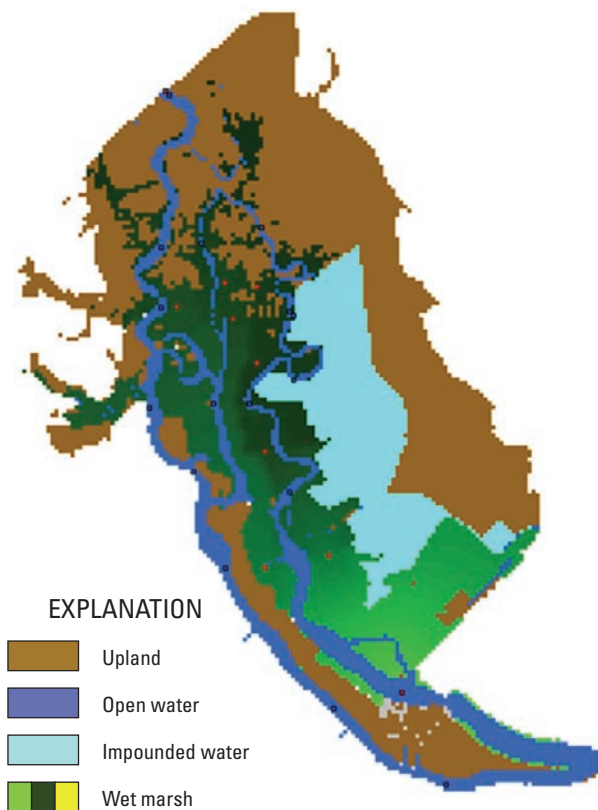 EXPLANATION
Upland
Open water
Impounded water
Wet marsh